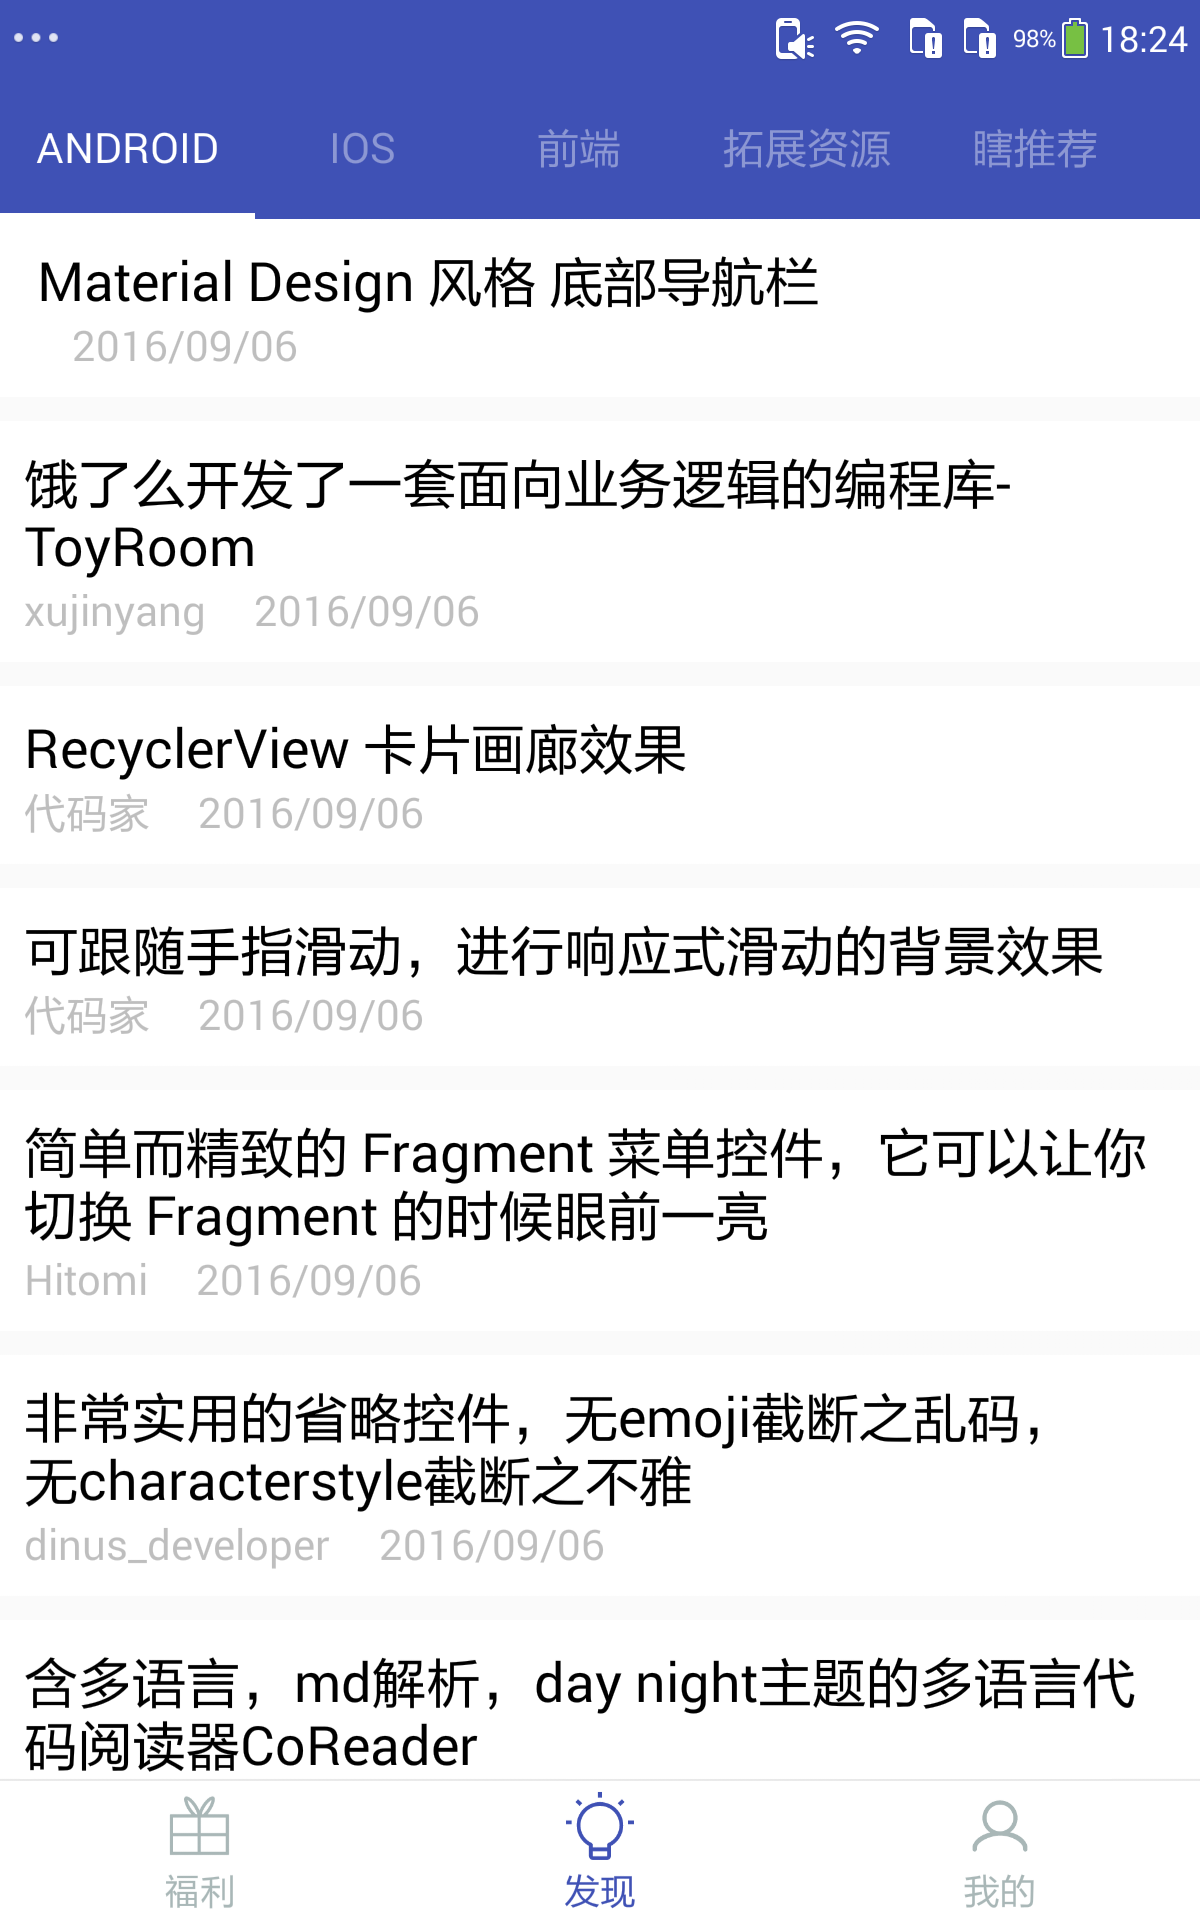 98% 18:24
ANDROID IOS 前端 拓展资源 瞎推荐
Material Design 风格 底部导航栏
2016/09/06
饿了么开发了一套面向业务逻辑的编程库-
ToyRoom
xujinyang 2016/09/06
RecyclerView 卡片画廊效果
代码家 2016/09/06
可跟随手指滑动，进行响应式滑动的背景效果
代码家 2016/09/06
简单而精致的 Fragment 菜单控件，它可以让你
切换 Fragment 的时候眼前一亮
Hitomi 2016/09/06
非常实用的省略控件，无emoji截断之乱码，
无characterstyle截断之不雅
dinus_developer 2016/09/06
含多语言，md解析，day night主题的多语言代
码阅读器CoReader
福利 发现 我的